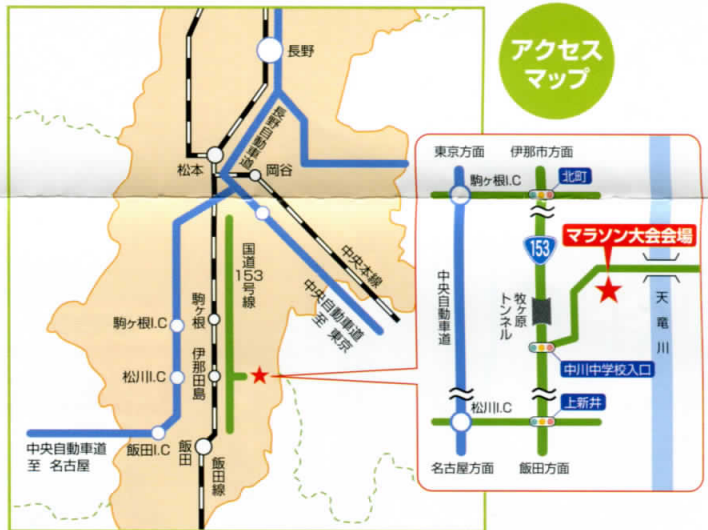 アクセス
マップ
長野
長野自動車道
松本
岡谷
中央本線
国道153号線
中央自動車道
至 東京
駒ヶ根
駒ヶ根I.C
伊那田島
松川I.C
飯田I.C
飯田
飯田線
中央自動車道
至 名古屋
東京方面
伊那市方面
駒ヶ根I.C
北町
153
マラソン大会会場
中央自動車道
牧ヶ原
トンネル
天竜川
中川中学校入口
松川I.C
上新井
名古屋方面
飯田方面